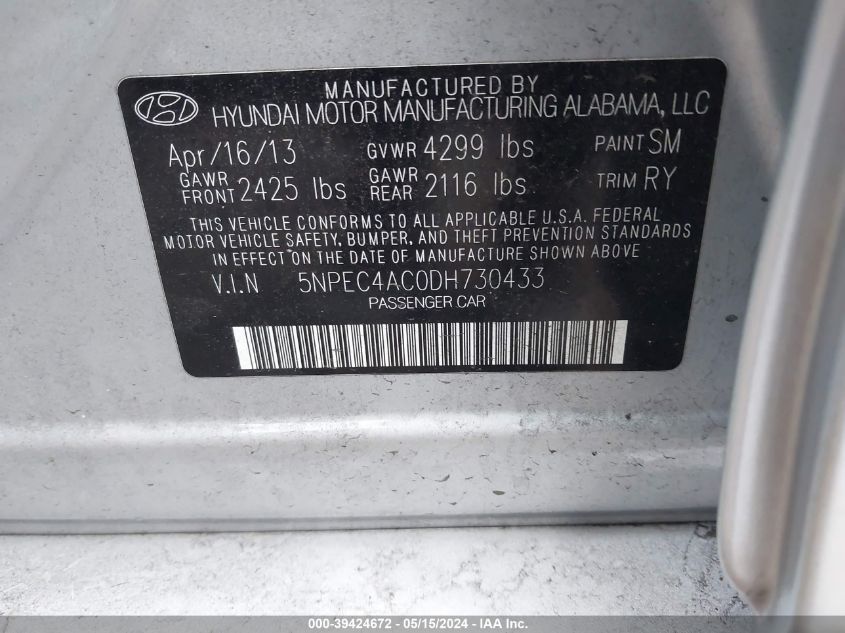 MANUFACTURED BY
HYUNDAI MOTOR MANUFACTURING ALABAMA, LLC
Apr/16/13 GVWR 4299 lbs PAINT SM
GAWR FRONT 2425 lbs GAWR REAR 2116 lbs TRIM RY
THIS VEHICLE CONFORMS TO ALL APPLICABLE U.S.A. FEDERAL
MOTOR VEHICLE SAFETY, BUMPER, AND THEFT PREVENTION STANDARDS
IN EFFECT ON THE DATE OF MANUFACTURE SHOWN ABOVE
V.I.N 5NPEC4AC0DH730433
PASSENGER CAR
000-39424672 - 05/15/2024 - IAA Inc.